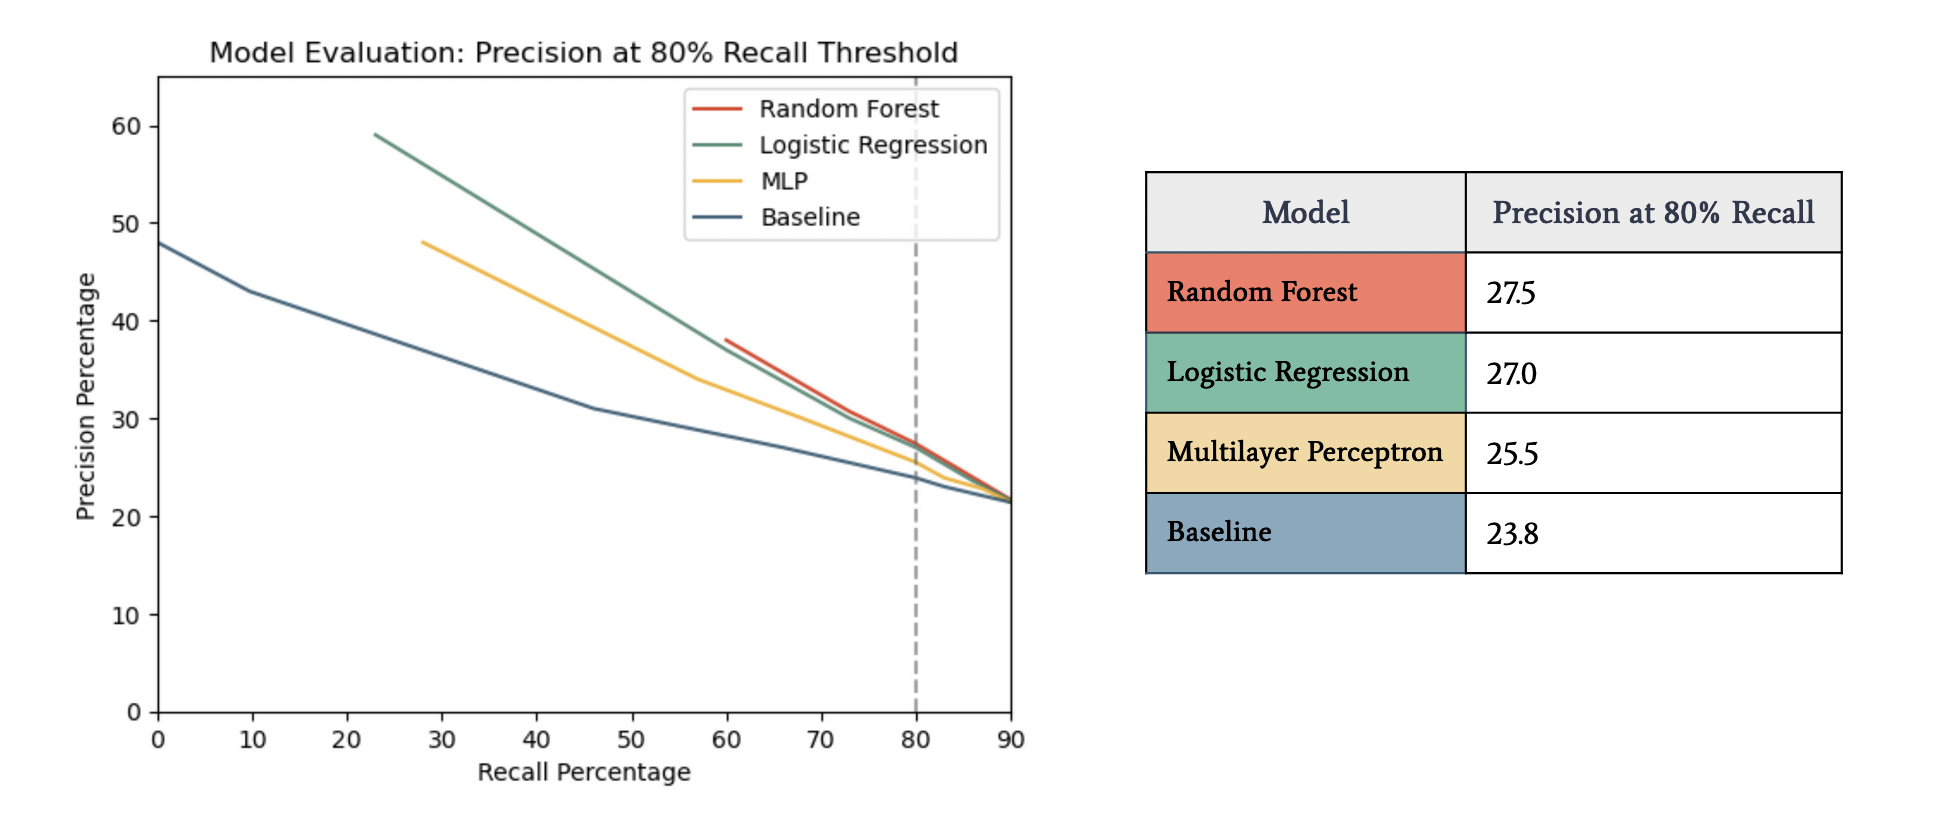 Model Evaluation: Precision at 80% Recall Threshold
Random Forest
Logistic Regression
MLP
Baseline
Precision Percentage
60
50
40
30
20
10
0
0 10 20 30 40 50 60 70 80 90
Recall Percentage
Model Precision at 80% Recall
Random Forest 27.5
Logistic Regression 27.0
Multilayer Perceptron 25.5
Baseline 23.8